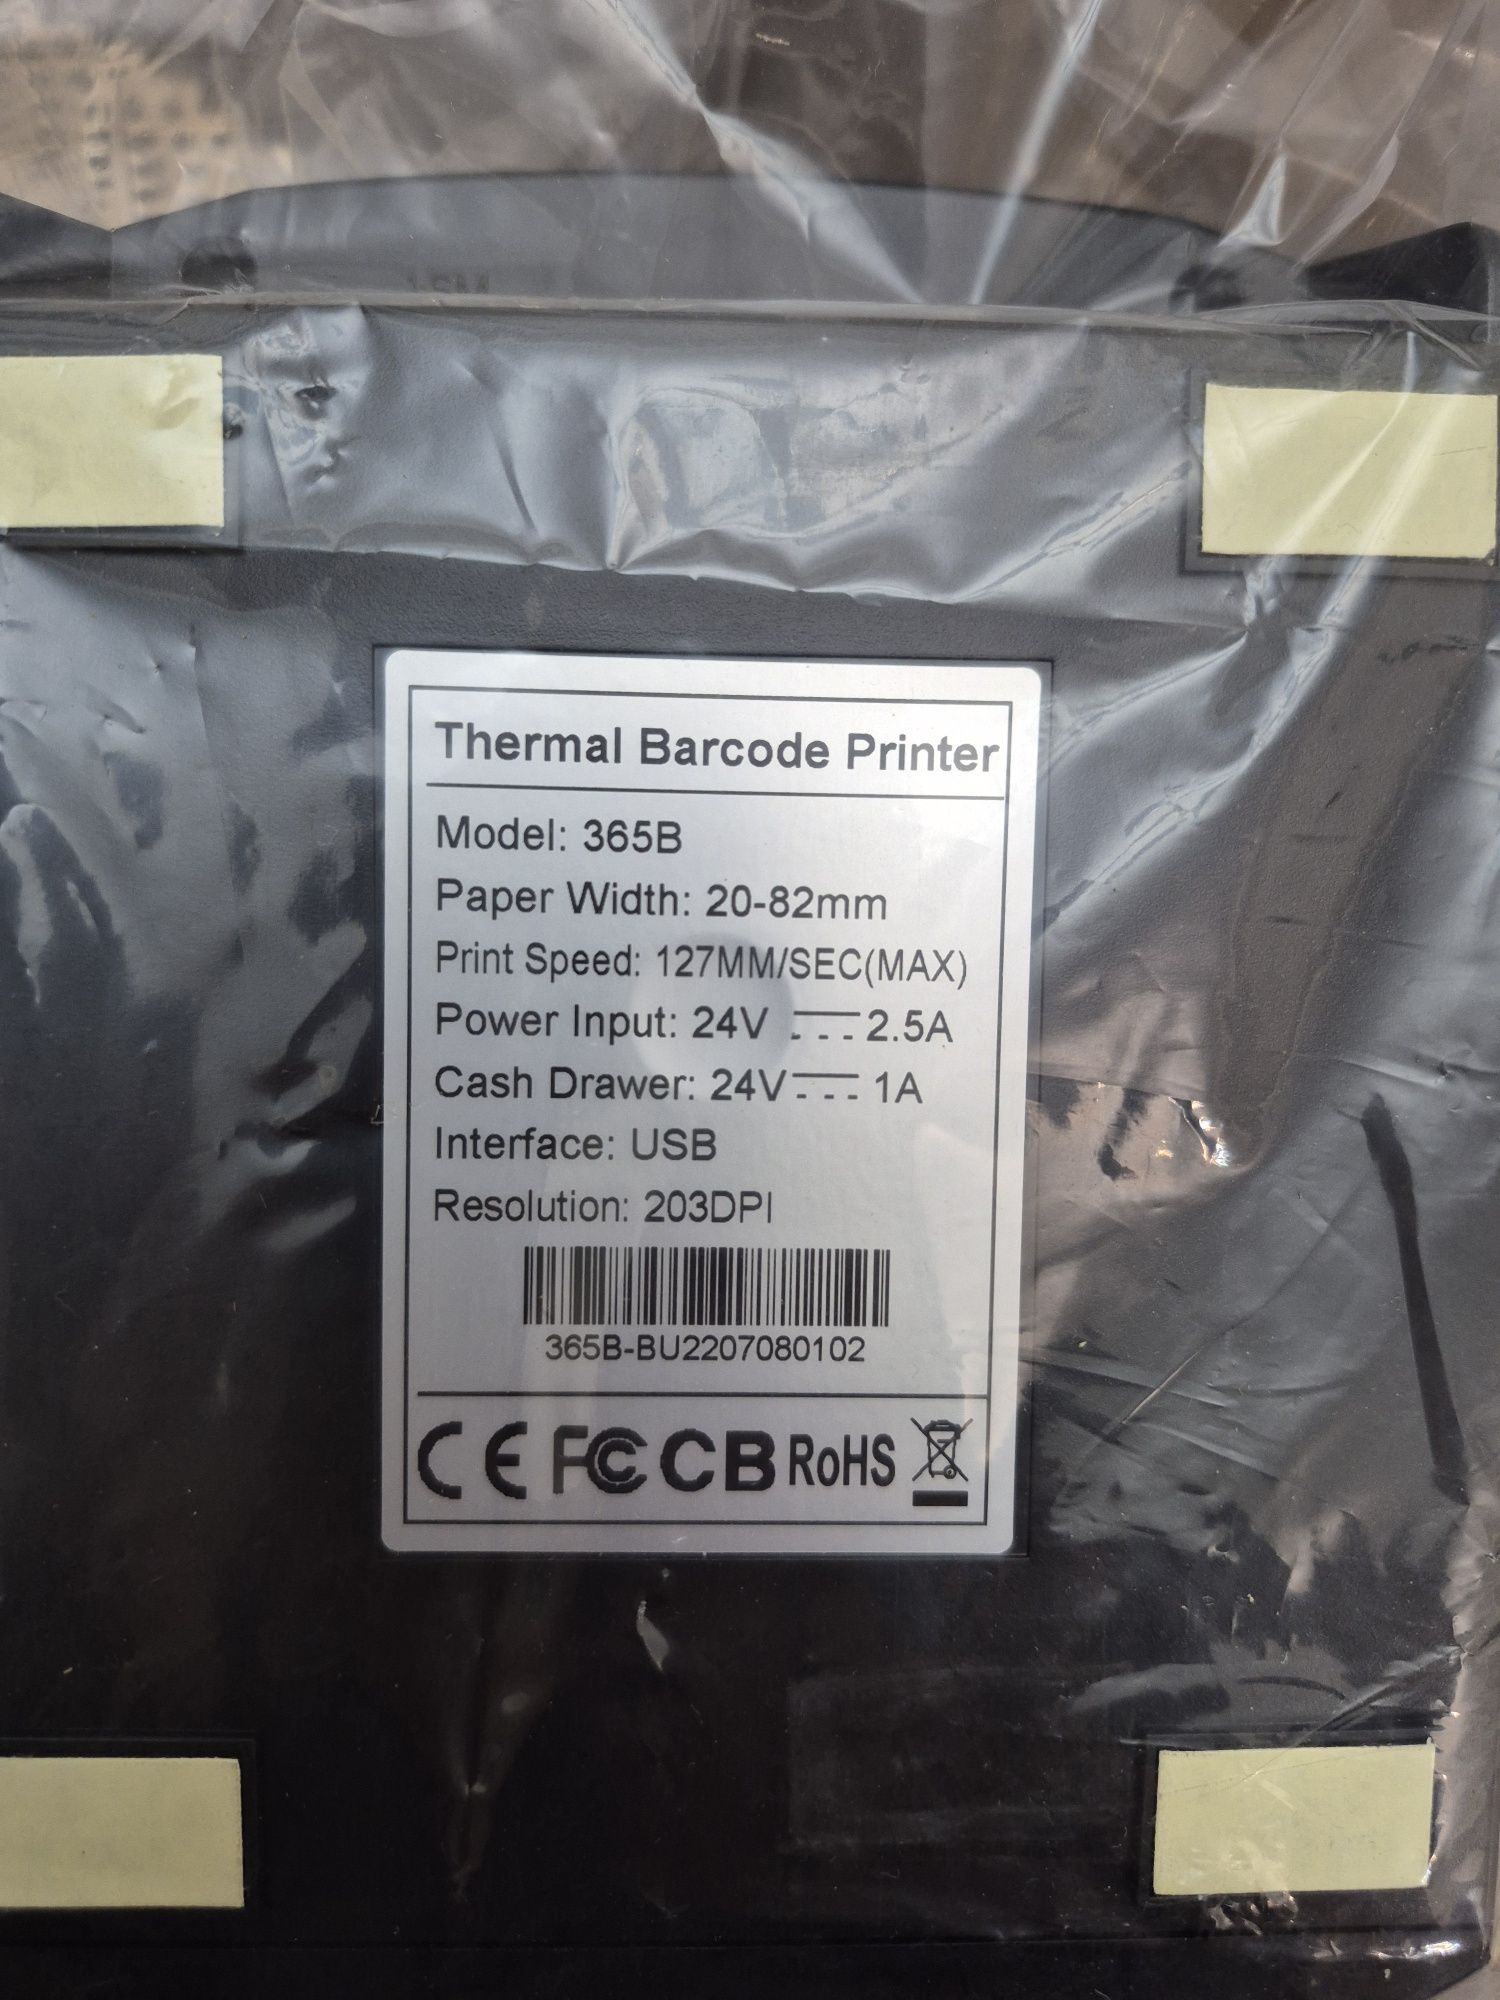 Thermal Barcode Printer
Model: 365B
Paper Width: 20-82mm
Print Speed: 127MM/SEC(MAX)
Power Input: 24V ⎓ 2.5A
Cash Drawer: 24V ⎓ 1A
Interface: USB
Resolution: 203DPI
365B-BU2207080102
CE FCC CB RoHS